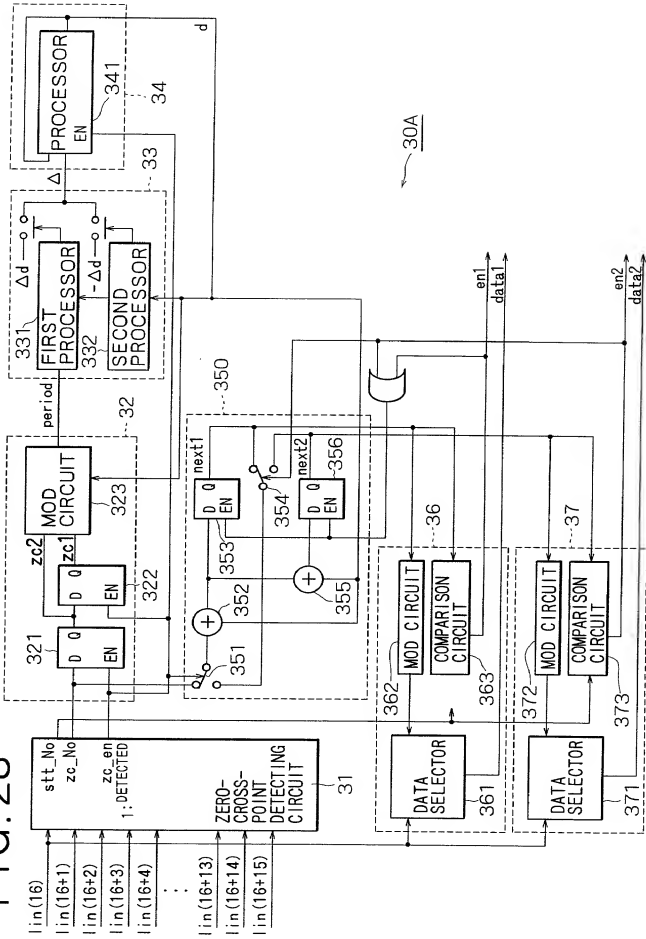 FIG. 28
30A
lin(16)
lin(16+1)
lin(16+2)
lin(16+3)
lin(16+4)
lin(16+13)
lin(16+14)
lin(16+15)
stt_No
zc_No
zc_en
1:DETECTED
ZERO-
CROSS-
POINT
DETECTING
CIRCUIT
31
321
D Q
EN
322
D Q
EN
zc2
zc1
MOD
CIRCUIT
323
32
period
331
FIRST
PROCESSOR
332
SECOND
PROCESSOR
Δd
-Δd
33
Δ
PROCESSOR
EN
341
34
d
350
351
352
353
D Q
EN
next1
354
355
next2
D Q
EN
356
36
362
MOD CIRCUIT
COMPARISON
CIRCUIT
363
DATA
SELECTOR
361
en1
data1
37
372
MOD CIRCUIT
COMPARISON
CIRCUIT
373
DATA
SELECTOR
371
en2
data2